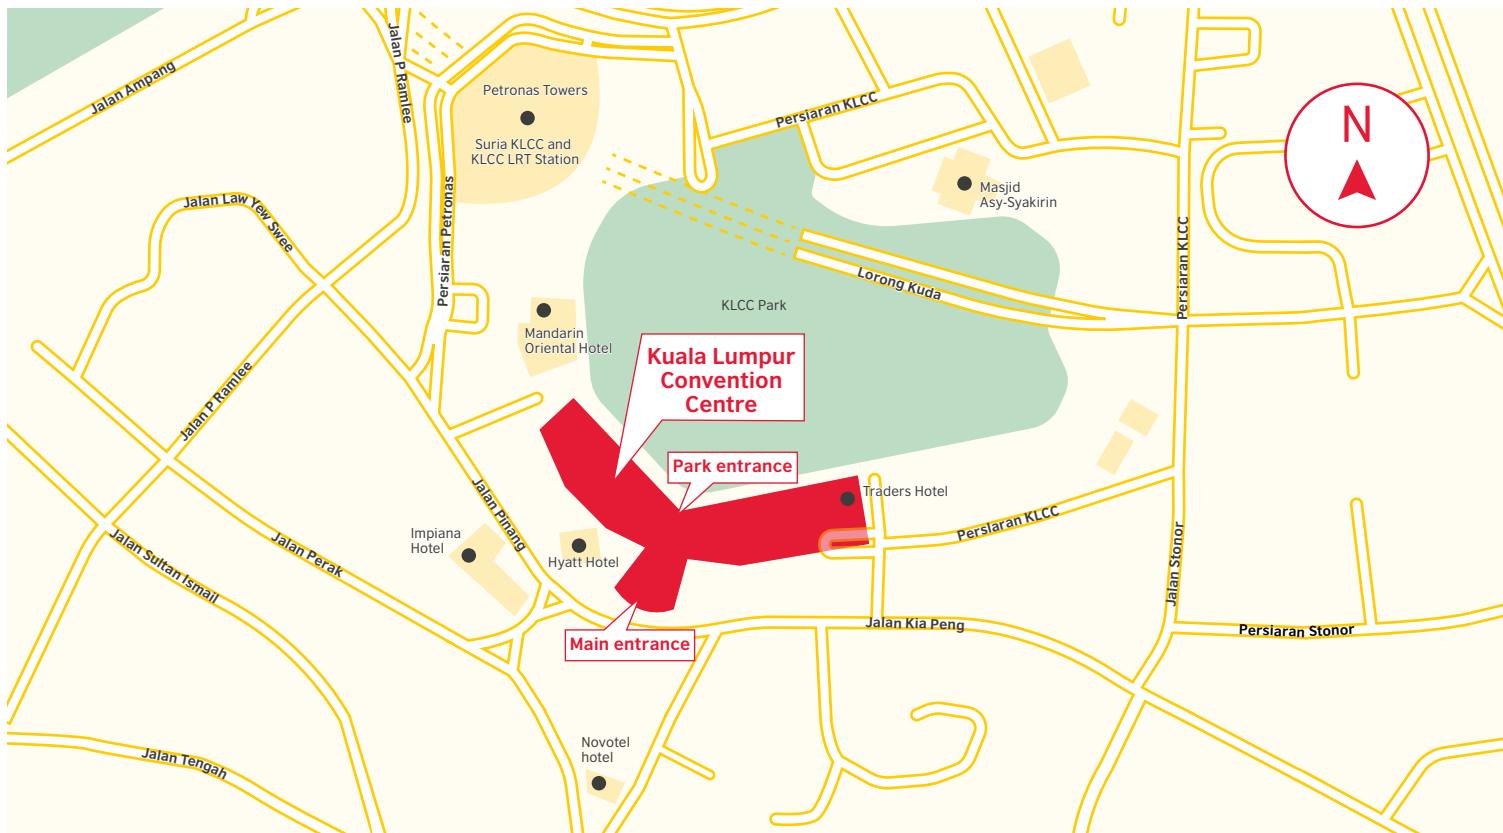 Jalan P Ramlee
Jalan Ampang
Petronas Towers
Suria KLCC and
KLCC LRT Station
Persiaran KLCC
N
Masjid
Asy-Syakirin
Jalan Law Yew Swee
Persiaran Petronas
Persiaran KLCC
Lorong Kuda
KLCC Park
Mandarin
Oriental Hotel
Kuala Lumpur
Convention
Centre
Jalan P Ramlee
Park entrance
Traders Hotel
Jalan Pinang
Persiaran KLCC
Impiana
Hotel
Hyatt Hotel
Jalan Perak
Jalan Sultan Ismail
Jalan Stonor
Jalan Kia Peng
Persiaran Stonor
Main entrance
Novotel
hotel
Jalan Tengah